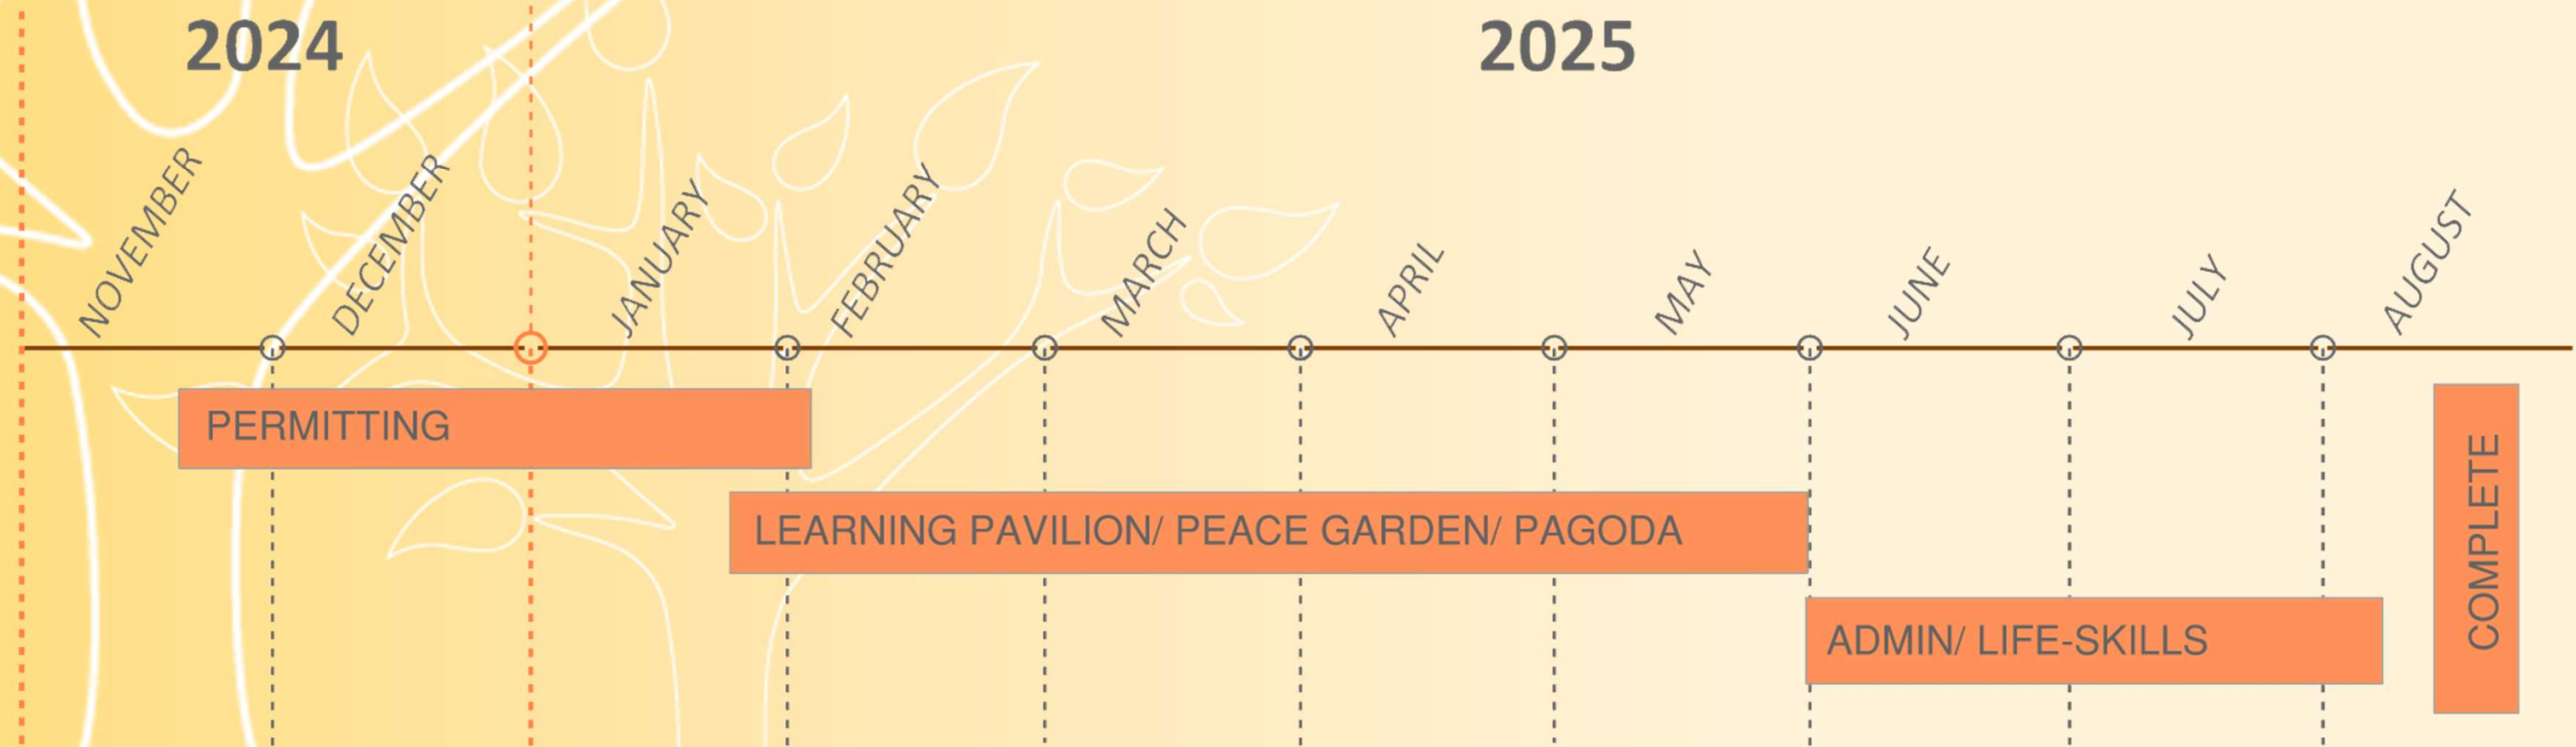 2024
2025
NOVEMBER
DECEMBER
JANUARY
FEBRUARY
MARCH
APRIL
MAY
JUNE
JULY
AUGUST
PERMITTING
LEARNING PAVILION/ PEACE GARDEN/ PAGODA
ADMIN/ LIFE-SKILLS
COMPLETE